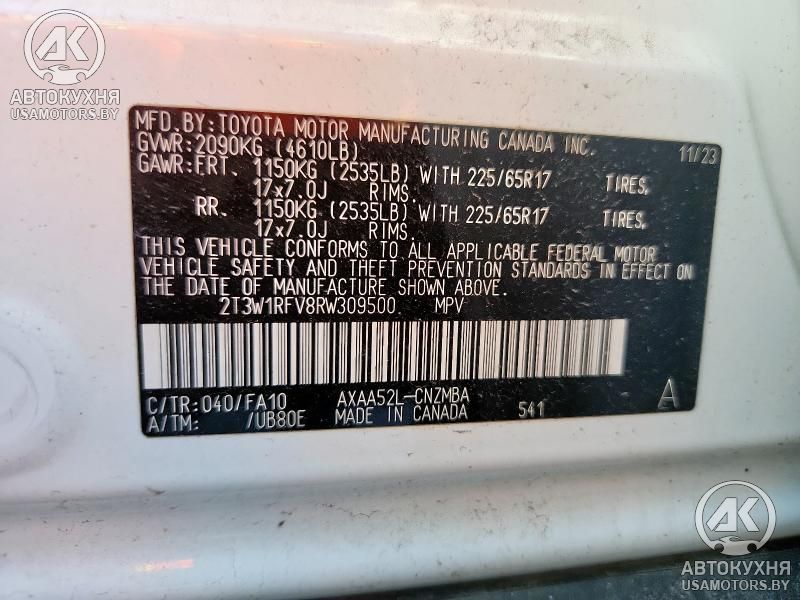 АК
АВТОКУХНЯ
USAMOTORS.BY
MFD. BY: TOYOTA MOTOR MANUFACTURING CANADA INC. 11/23
GVWR: 2090KG (4610LB)
GAWR: FRT. 1150KG (2535LB) WITH 225/65R17 TIRES,
17x7.0J RIMS.
RR. 1150KG (2535LB) WITH 225/65R17 TIRES,
17x7.0J RIMS.
THIS VEHICLE CONFORMS TO ALL APPLICABLE FEDERAL MOTOR
VEHICLE SAFETY AND THEFT PREVENTION STANDARDS IN EFFECT ON
THE DATE OF MANUFACTURE SHOWN ABOVE.
2T3W1RFV8RW309500 MPV
C/TR: 040/FA10 AXAA52L-CNZMBA A
A/TM: /UB80E MADE IN CANADA 541
АК
АВТОКУХНЯ
USAMOTORS.BY